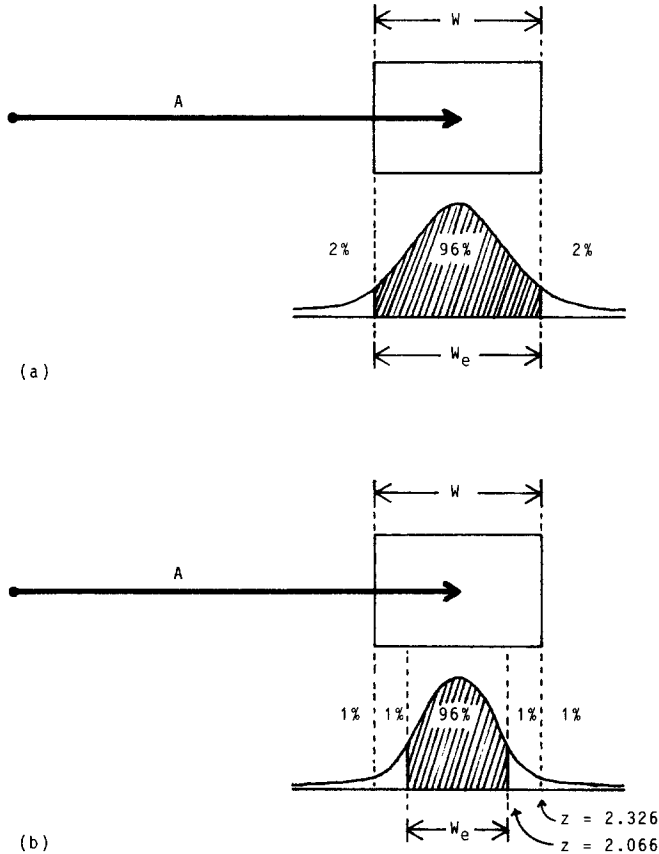 W
A
2% 96% 2%
We
(a)
W
A
1% 1% 96% 1% 1%
We
z = 2.326
z = 2.066
(b)